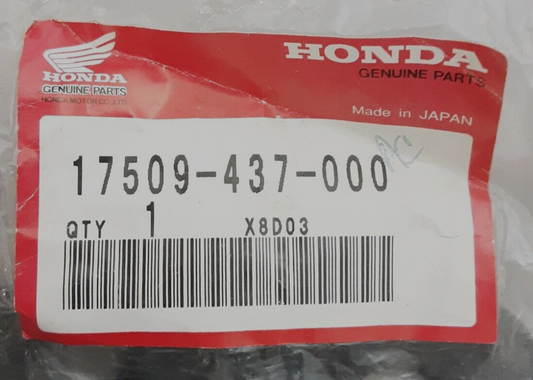 HONDA
GENUINE PARTS
HONDA MOTOR CO.,LTD.
HONDA
GENUINE PARTS
Made in JAPAN
AC
17509-437-000
QTY 1 X8D03